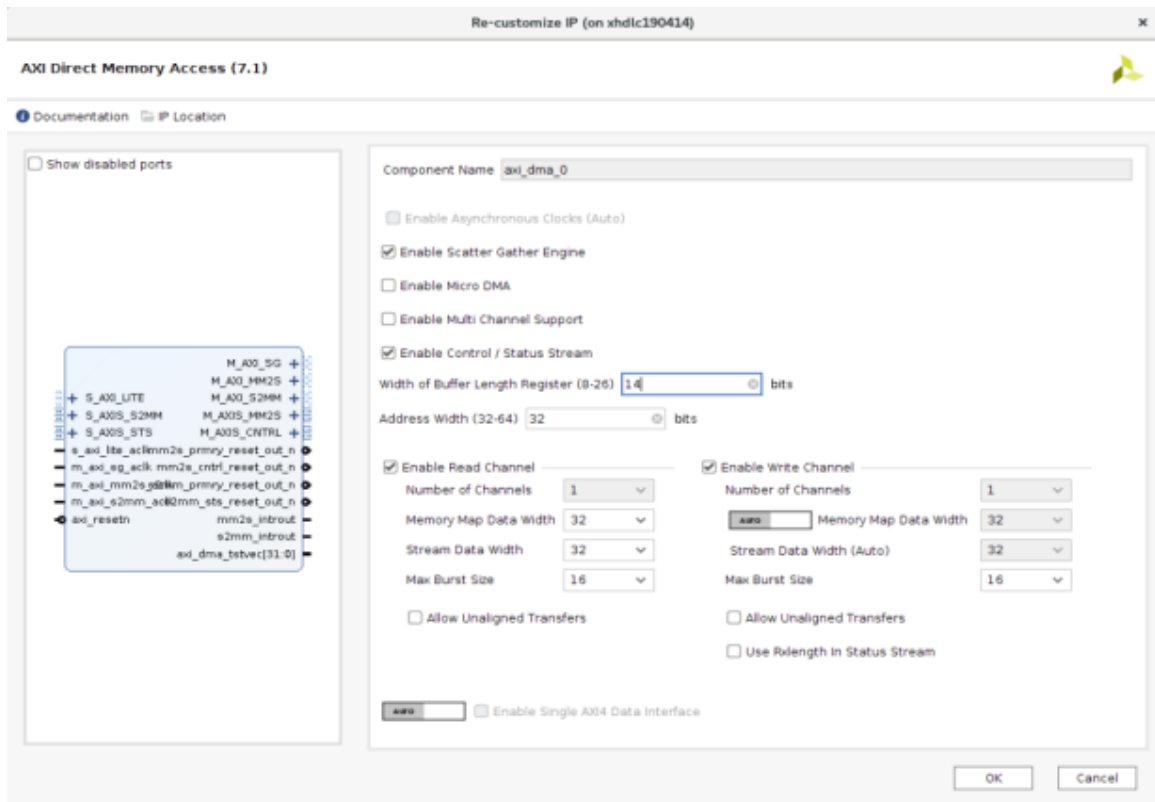 Re-customize IP (on xhdlc190414)
AXI Direct Memory Access (7.1)
Documentation IP Location
Show disabled ports
M_AXI_SG
M_AXI_MM2S
S_AXI_LITE M_AXI_S2MM
S_AXIS_S2MM M_AXIS_MM2S
S_AXIS_STS M_AXIS_CNTRL
s_axi_lite_aclk mm2s_prmry_reset_out_n
m_axi_sg_aclk mm2s_cntrl_reset_out_n
prmry_reset_out_n
sts_reset_out_n
axi_resetn mm2s_introut
s2mm_introut
axi_dma_tstvec[31:0]
Component Name axi_dma_0
Enable Asynchronous Clocks (Auto)
Enable Scatter Gather Engine
Enable Micro DMA
Enable Multi Channel Support
Enable Control / Status Stream
Width of Buffer Length Register (8-26) 14 bits
Address Width (32-64) 32 bits
Enable Read Channel
Number of Channels 1
Memory Map Data Width 32
Stream Data Width 32
Max Burst Size 16
Allow Unaligned Transfers
Enable Write Channel
Number of Channels 1
AUTO Memory Map Data Width 32
Stream Data Width (Auto) 32
Max Burst Size 16
Allow Unaligned Transfers
Use Rxlength In Status Stream
AUTO Enable Single AXI4 Data Interface
OK Cancel